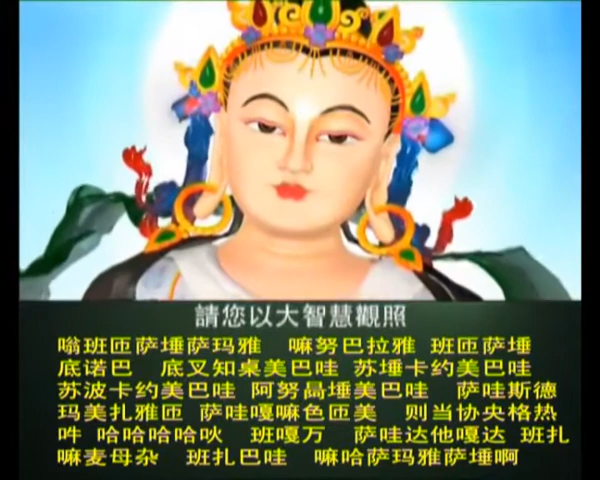 請您以大智慧觀照
嗡班匝萨埵萨玛雅 嘛努巴拉雅 班匝萨埵
底诺巴 底叉知桌美巴哇 苏埵卡约美巴哇
苏波卡约美巴哇 阿努咼埵美巴哇 萨哇斯德
玛美扎雅匝 萨哇嘎嘛色匝美 则当协央格热
吽 哈哈哈哈吙 班嘎万 萨哇达他嘎达 班扎
嘛麦母杂 班扎巴哇 嘛哈萨玛雅萨埵啊